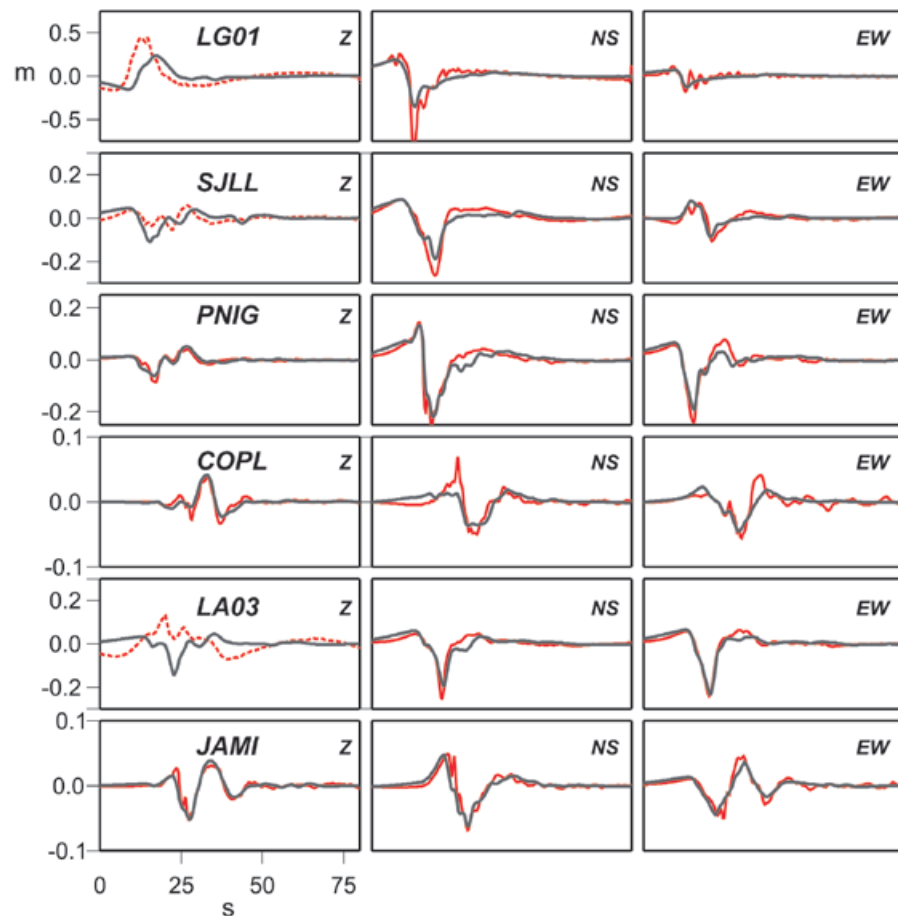 LG01 Z NS EW
0.5
m 0.0
-0.5
SJLL Z NS EW
0.2
0.0
-0.2
PNIG Z NS EW
0.2
0.0
-0.2
0.1
COPL Z NS EW
0.0
-0.1
LA03 Z NS EW
0.2
0.0
-0.2
0.1
JAMI Z NS EW
0.0
-0.1
0 25 50 75
s